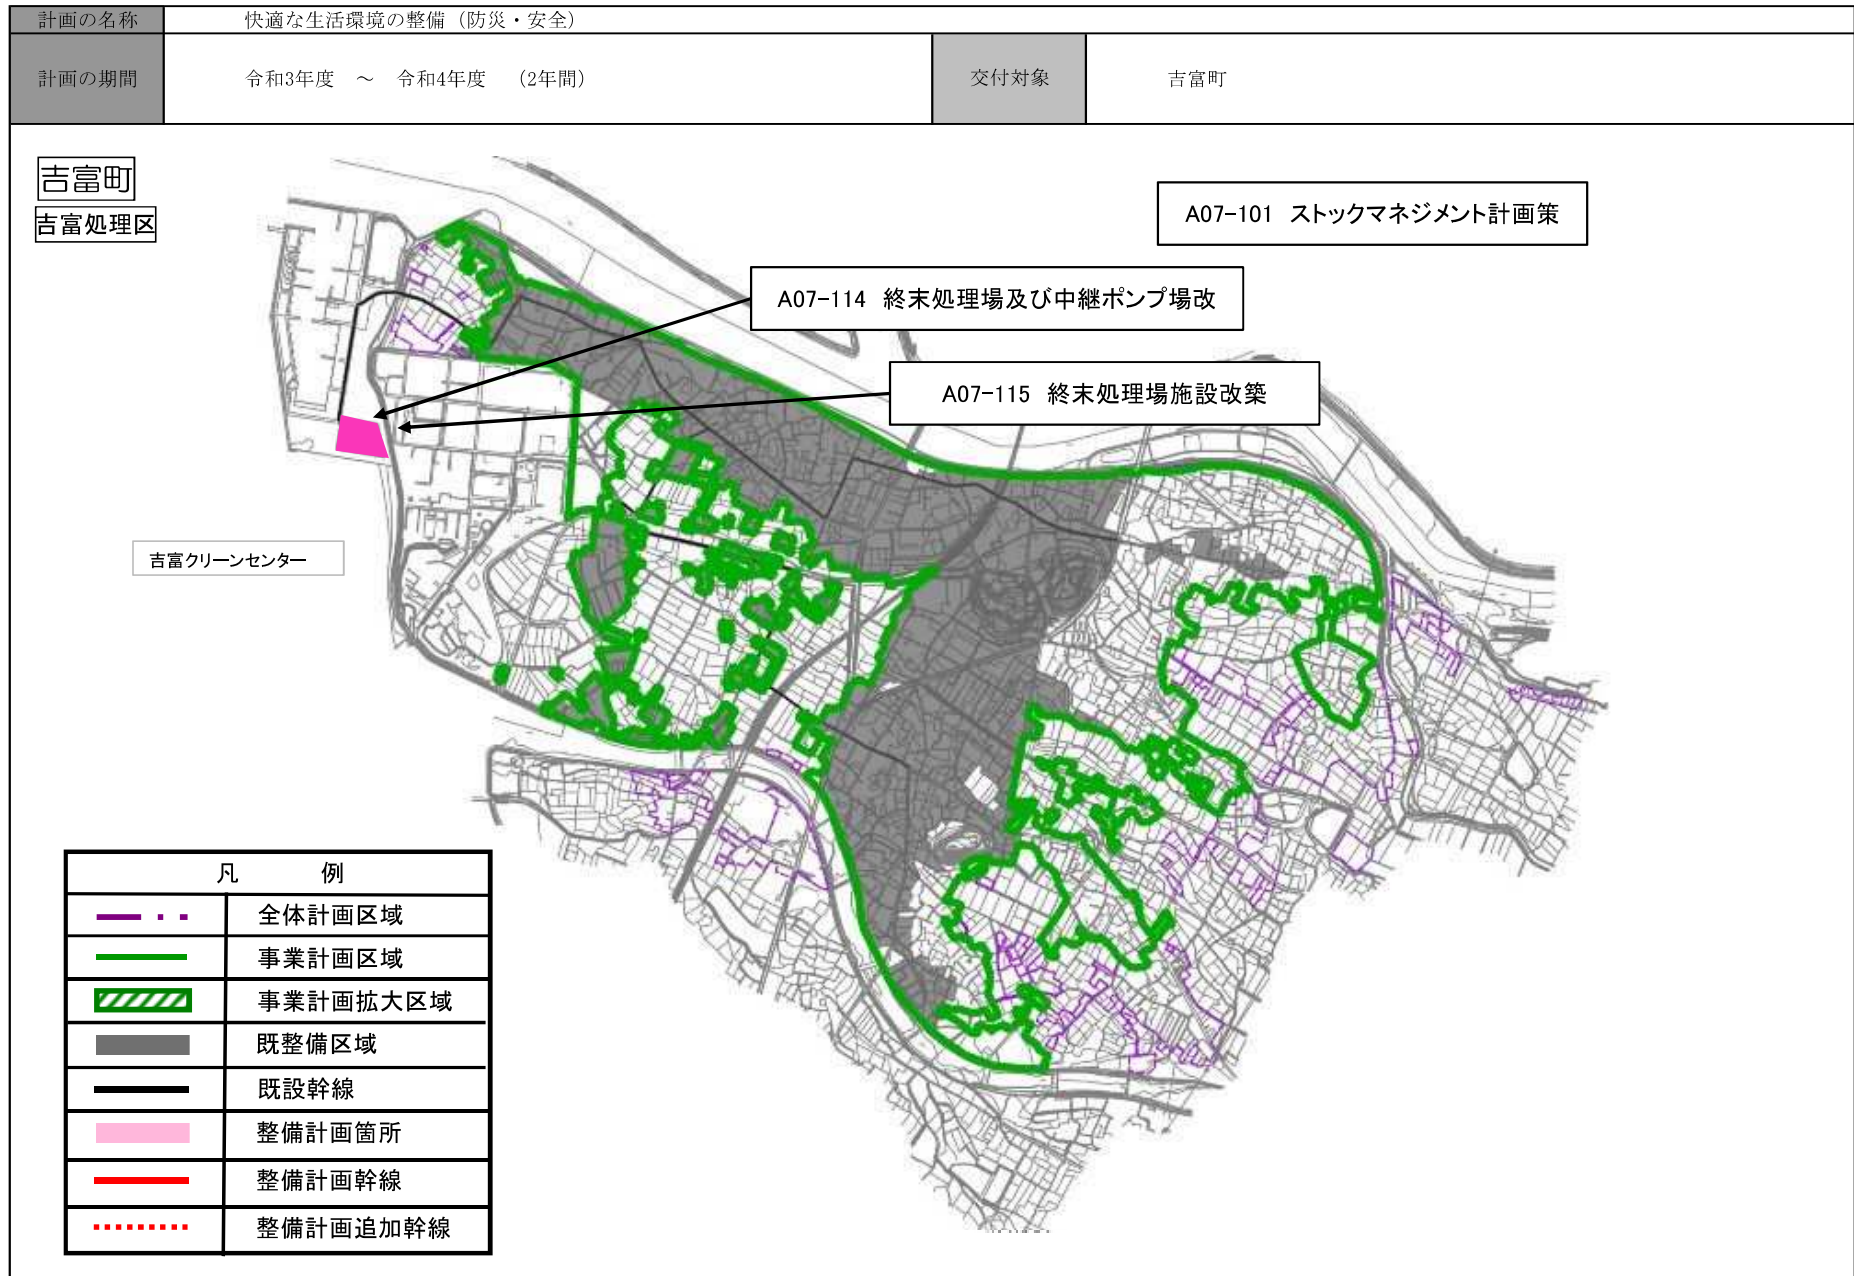 計画の名称 快適な生活環境の整備（防災・安全）
計画の期間 令和3年度 ～ 令和4年度 （2年間） 交付対象 吉富町
吉富町
吉富処理区
A07-101 ストックマネジメント計画策
A07-114 終末処理場及び中継ポンプ場改
A07-115 終末処理場施設改築
吉富クリーンセンター
凡 例
全体計画区域
事業計画区域
事業計画拡大区域
既整備区域
既設幹線
整備計画箇所
整備計画幹線
整備計画追加幹線